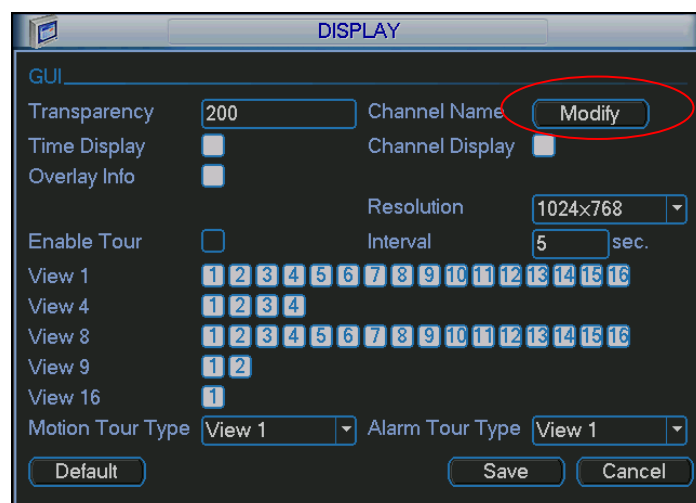 DISPLAY
GUI
Transparency 200 Channel Name Modify
Time Display Channel Display
Overlay Info
Resolution 1024x768
Enable Tour Interval 5 sec.
View 1 1 2 3 4 5 6 7 8 9 10 11 12 13 14 15 16
View 4 1 2 3 4
View 8 1 2 3 4 5 6 7 8 9 10 11 12 13 14 15 16
View 9 1 2
View 16 1
Motion Tour Type View 1 Alarm Tour Type View 1
Default Save Cancel